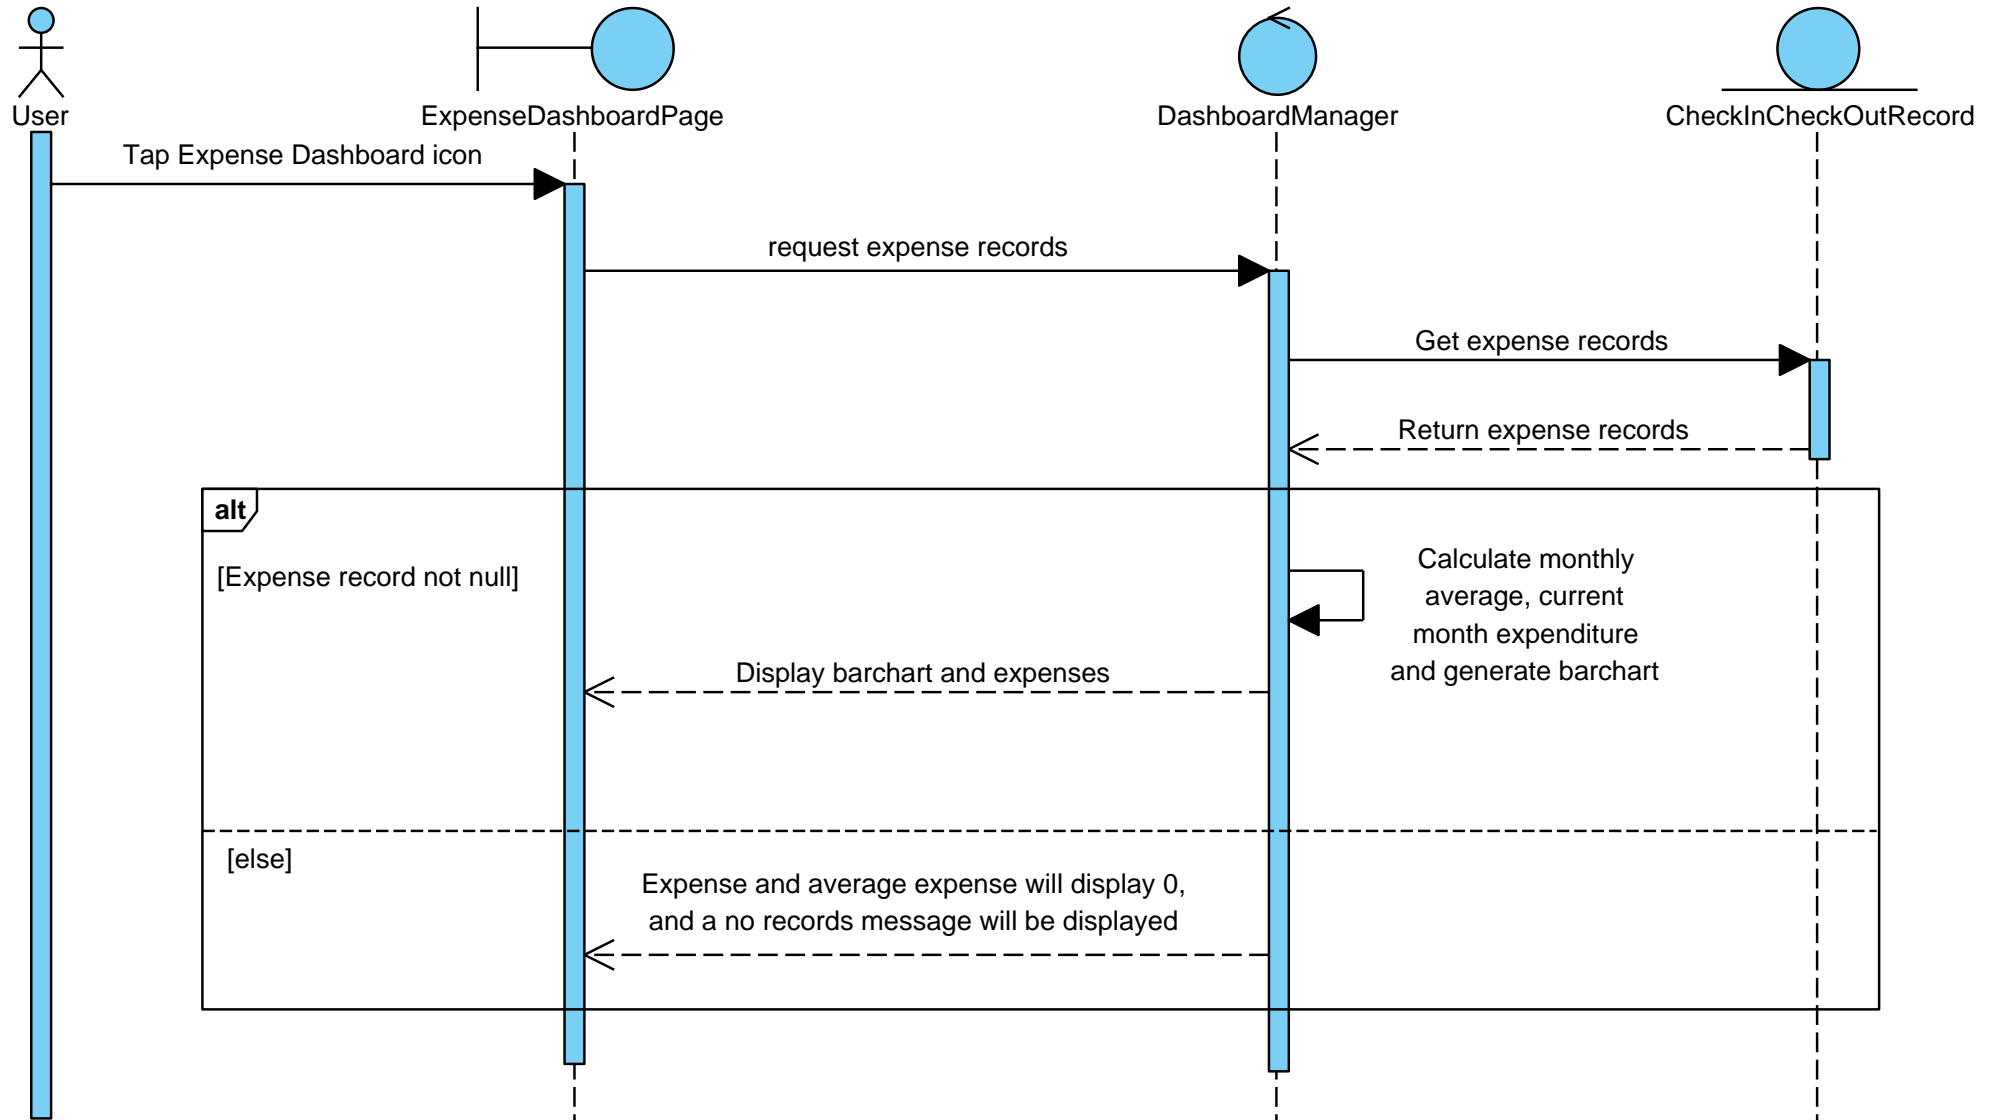 User
ExpenseDashboardPage
DashboardManager
CheckInCheckOutRecord
Tap Expense Dashboard icon
request expense records
Get expense records
Return expense records
alt
[Expense record not null]
Calculate monthly
average, current
month expenditure
and generate barchart
Display barchart and expenses
[else]
Expense and average expense will display 0,
and a no records message will be displayed